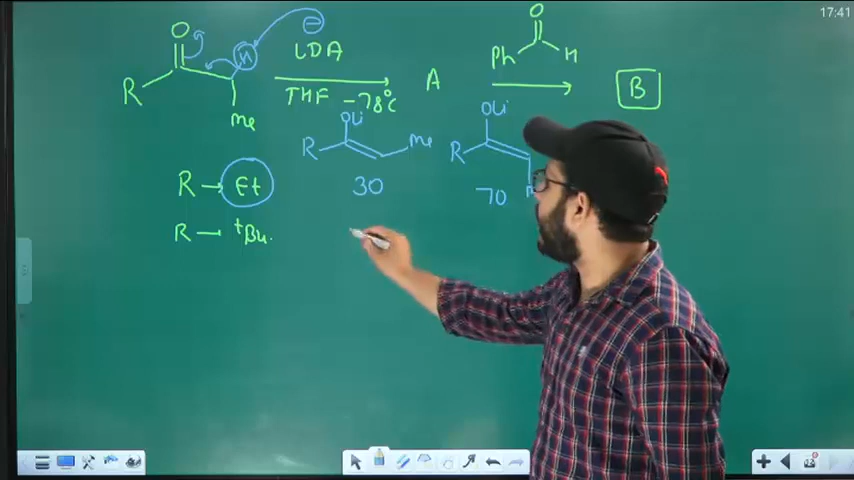 17:41
O
R
H
Me
⊖
LDA
THF -78°C
A
O
Ph
H
B
OLi
R
Me
30
OLi
R
70
R → Et
R — ᵗBu.